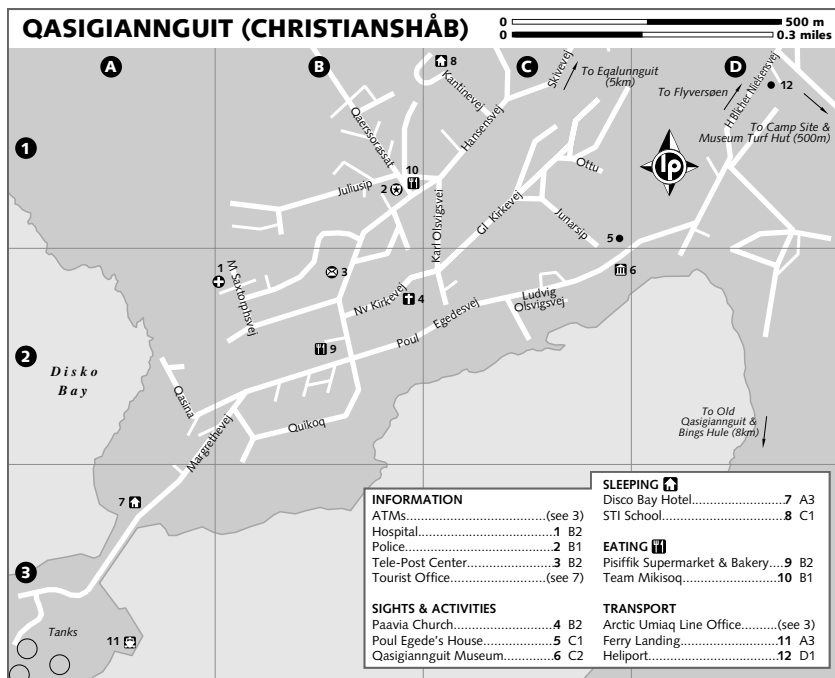 QASIGIANNGUIT (CHRISTIANSHÅB)
0 500 m
0 0.3 miles
A
B
C
D
1
2
3
8
Kantinevej
Hansensvej
Skivevej
To Eqalunnguit
(5km)
To Flyversøen
H Blicher Nielsensvej
12
To Camp Site &
Museum Turf Hut (500m)
lp
Qaerssorassat
10
2
Juliusip
Karl Olsvigsvei
Gl Kirkevej
Ottu
Junarsip
5
6
1
M Saxtorphsvej
3
Nv Kirkevej
4
Ludvig
Olsvigsvej
Poul Egedesvej
9
Disko
Bay
Qasina
Quikoq
Margrethevej
To Old
Qasigiannguit &
Bings Hule (8km)
7
Tanks
11
INFORMATION
ATMs (see 3)
Hospital 1 B2
Police 2 B1
Tele-Post Center 3 B2
Tourist Office (see 7)
SIGHTS & ACTIVITIES
Paavia Church 4 B2
Poul Egede's House 5 C1
Qasigiannguit Museum 6 C2
SLEEPING
Disco Bay Hotel 7 A3
STI School 8 C1
EATING
Pisiffik Supermarket & Bakery 9 B2
Team Mikisoq 10 B1
TRANSPORT
Arctic Umiaq Line Office (see 3)
Ferry Landing 11 A3
Heliport 12 D1